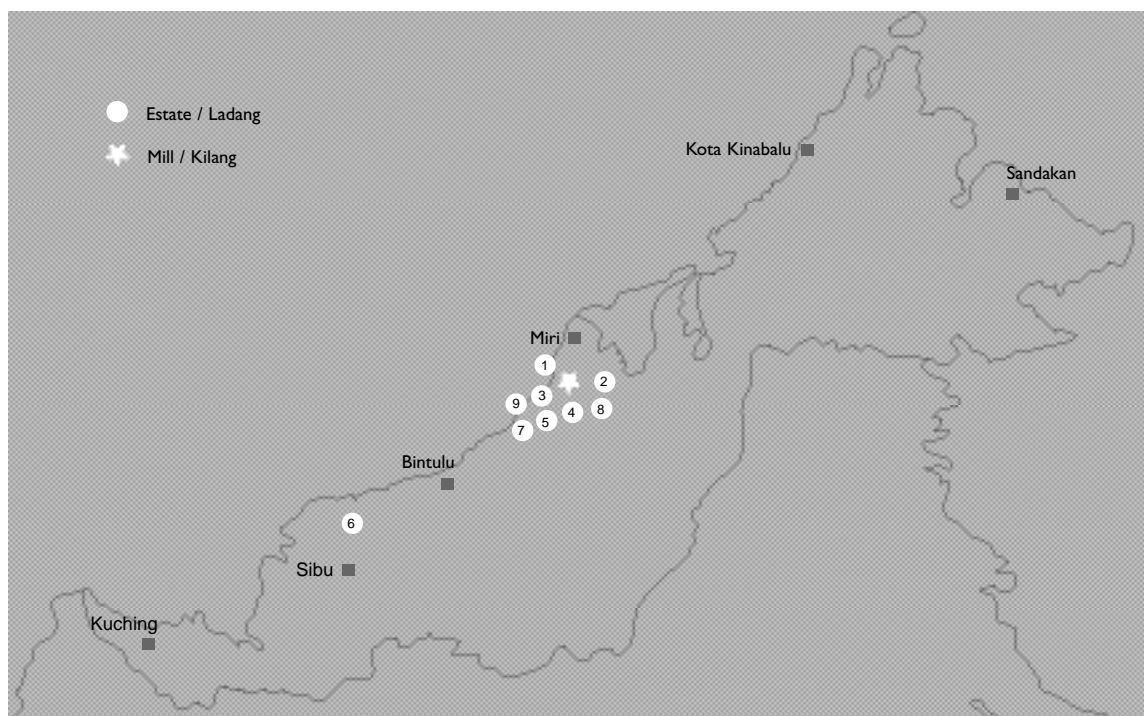 Estate / Ladang
Mill / Kilang
Kota Kinabalu
Sandakan
Miri
1
2
3
9
4
8
5
7
Bintulu
6
Sibu
Kuching